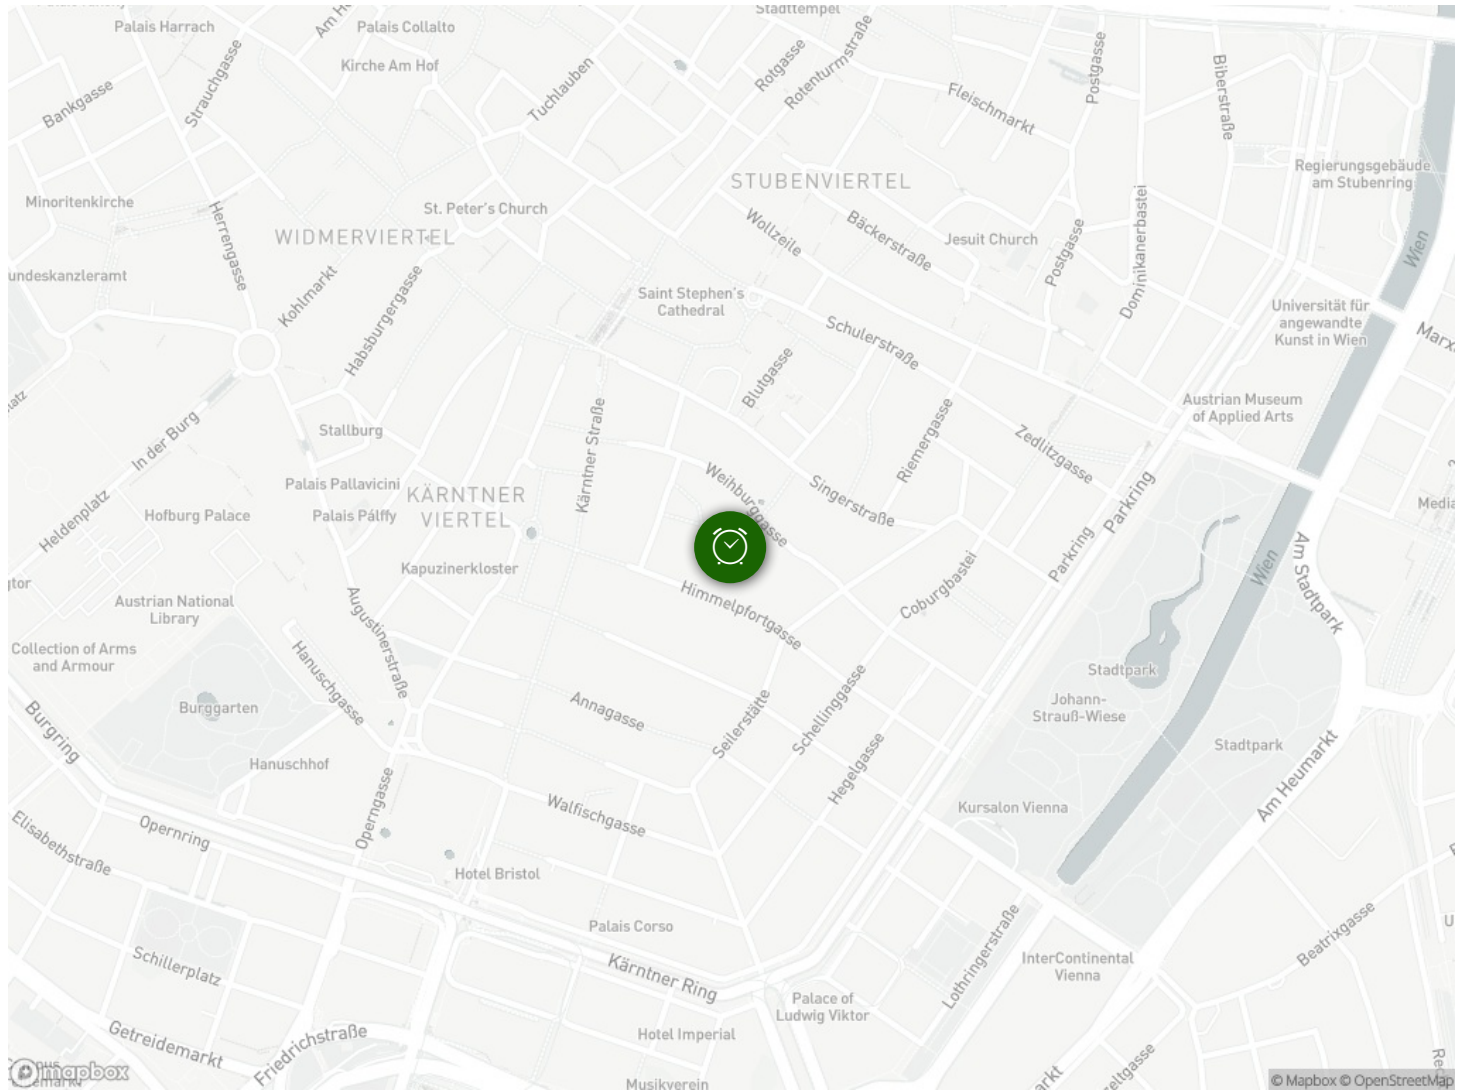 Stadttempel
Palais Harrach
Palais Collalto
Kirche Am Hof
Tuchlauben
Rotgasse
Rotenturmstraße
Postgasse
Biberstraße
Fleischmarkt
Bankgasse
Strauchgasse
Regierungsgebäude
am Stubenring
STUBENVIERTEL
Minoritenkirche
Herrengasse
St. Peter's Church
WIDMERVIERTEL
Wollzeile
Bäckerstraße
Jesuit Church
Postgasse
Dominikanerbastei
Wien
undeskanzleramt
Kohlmarkt
Habsburgergasse
Saint Stephen's
Cathedral
Schulerstraße
Universität für
angewandte
Kunst in Wien
Marx
Blutgasse
Austrian Museum
of Applied Arts
In der Burg
Stallburg
Kärntner Straße
Riemergasse
Zedlitzgasse
Palais Pallavicini
KÄRNTNER
VIERTEL
Weihburggasse
Singerstraße
Parkring
Media
Heldenplatz
Hofburg Palace
Palais Pálffy
Kapuzinerkloster
Himmelpfortgasse
Coburgbastei
Parkring
Wien
Am Stadtpark
gtor
Austrian National
Library
Augustinerstraße
Collection of Arms
and Armour
Hanuschgasse
Stadtpark
Johann-
Strauß-Wiese
Burggarten
Annagasse
Seilerstätte
Schellinggasse
Hegelgasse
Stadtpark
Burgring
Hanuschhof
Am Heumarkt
Operngasse
Walfischgasse
Kursalon Vienna
Opernring
Elisabethstraße
Hotel Bristol
Palais Corso
Schillerplatz
Kärntner Ring
Lothringerstraße
InterContinental
Vienna
Beatrixgasse
Palace of
Ludwig Viktor
Getreidemarkt
Friedrichstraße
Hotel Imperial
Musikverein
mapbox
© Mapbox © OpenStreetMap